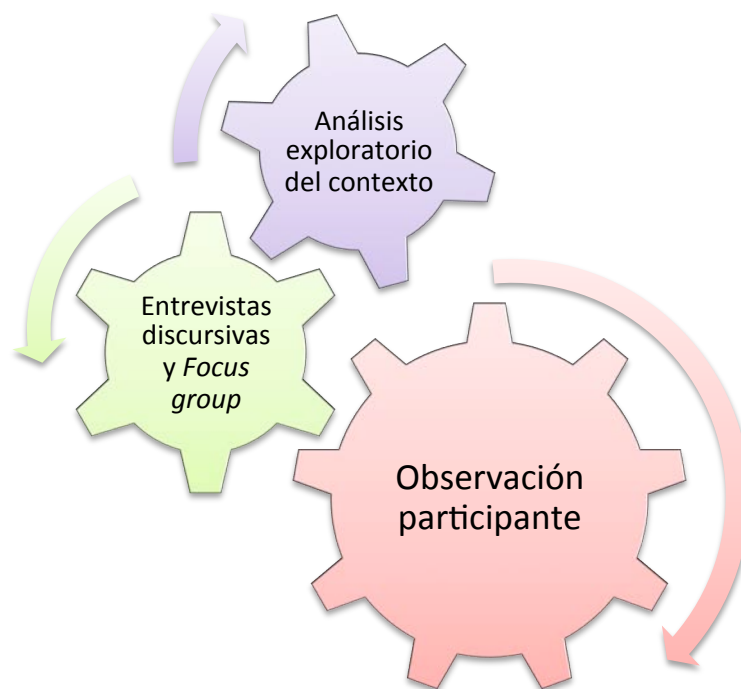 Análisis
exploratorio
del contexto
Entrevistas
discursivas
y Focus
group
Observación
participante